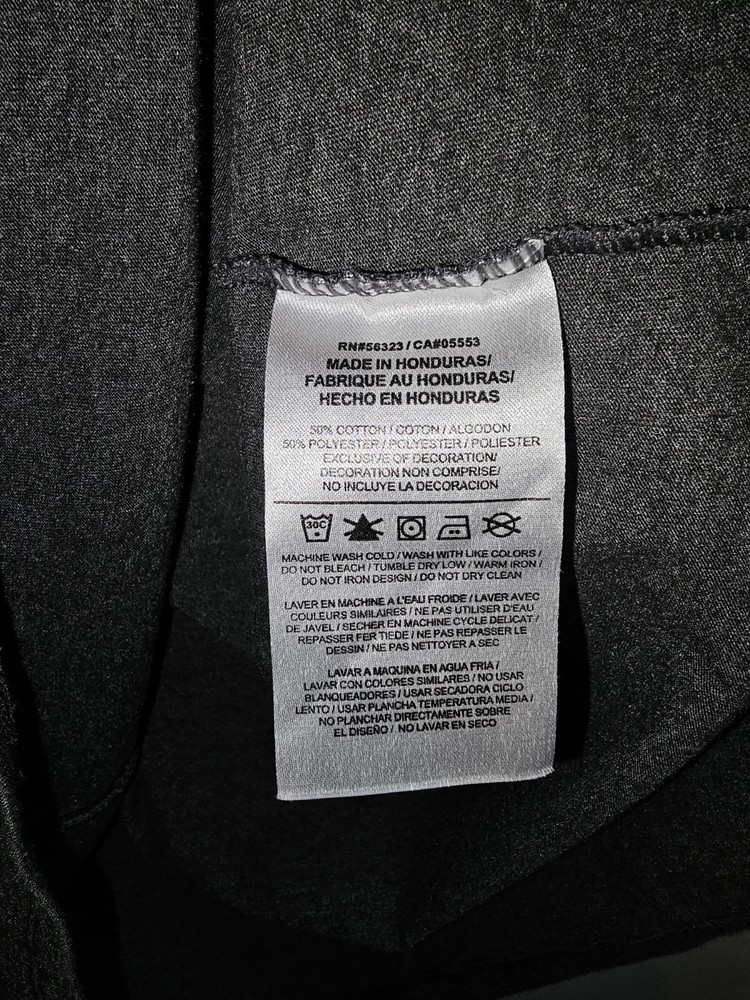 RN#56323 / CA#05553
MADE IN HONDURAS/
FABRIQUE AU HONDURAS/
HECHO EN HONDURAS
50% COTTON / COTON / ALGODON
50% POLYESTER / POLYESTER / POLIESTER
EXCLUSIVE OF DECORATION/
DECORATION NON COMPRISE/
NO INCLUYE LA DECORACION
30C
MACHINE WASH COLD / WASH WITH LIKE COLORS /
DO NOT BLEACH / TUMBLE DRY LOW / WARM IRON /
DO NOT IRON DESIGN / DO NOT DRY CLEAN
LAVER EN MACHINE A L'EAU FROIDE / LAVER AVEC
COULEURS SIMILAIRES / NE PAS UTILISER D'EAU
DE JAVEL / SECHER EN MACHINE CYCLE DELICAT /
REPASSER FER TIEDE / NE PAS REPASSER LE
DESSIN / NE PAS NETTOYER A SEC
LAVAR A MAQUINA EN AGUA FRIA /
LAVAR CON COLORES SIMILARES / NO USAR
BLANQUEADORES / USAR SECADORA CICLO
LENTO / USAR PLANCHA TEMPERATURA MEDIA /
NO PLANCHAR DIRECTAMENTE SOBRE
EL DISEÑO / NO LAVAR EN SECO